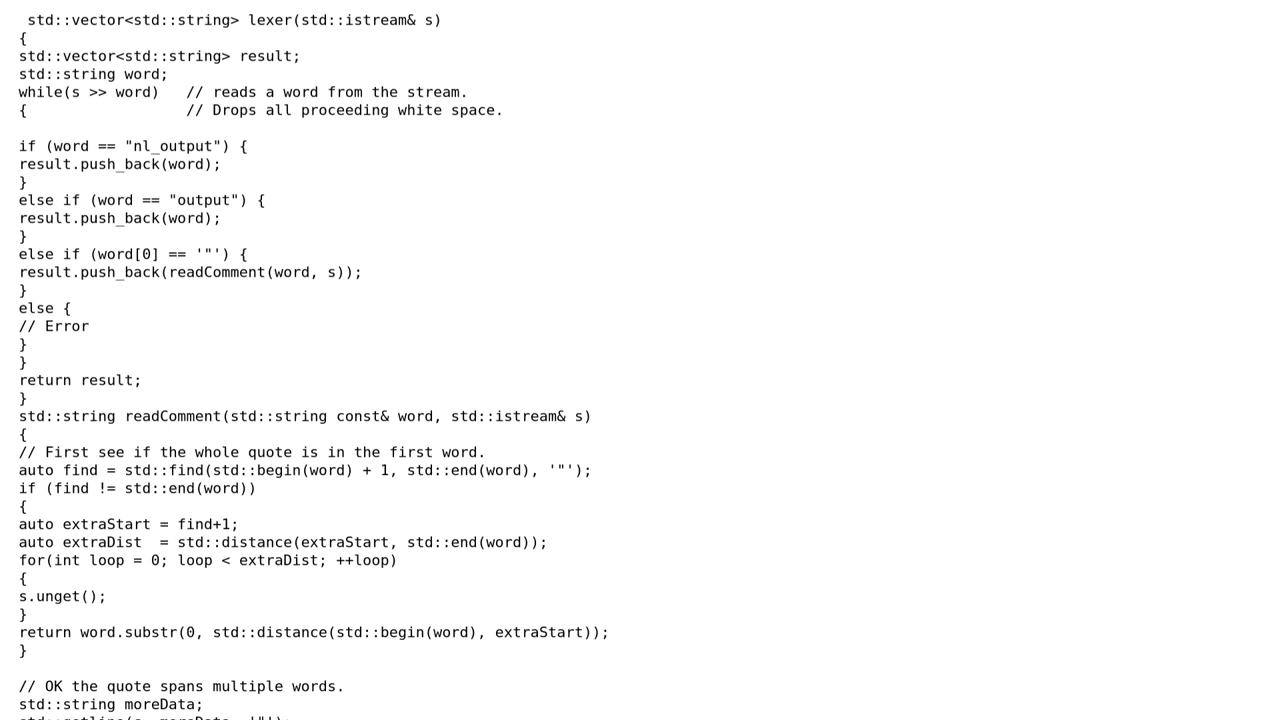 std::vector<std::string> lexer(std::istream& s)
{
std::vector<std::string> result;
std::string word;
while(s >> word)   // reads a word from the stream.
{                  // Drops all proceeding white space.
if (word == "nl_output") {
result.push_back(word);
}
else if (word == "output") {
result.push_back(word);
}
else if (word[0] == '"') {
result.push_back(readComment(word, s));
}
else {
// Error
}
}
return result;
}
std::string readComment(std::string const& word, std::istream& s)
{
// First see if the whole quote is in the first word.
auto find = std::find(std::begin(word) + 1, std::end(word), '"');
if (find != std::end(word))
{
auto extraStart = find+1;
auto extraDist  = std::distance(extraStart, std::end(word));
for(int loop = 0; loop < extraDist; ++loop)
{
s.unget();
}
return word.substr(0, std::distance(std::begin(word), extraStart));
}
// OK the quote spans multiple words.
std::string moreData;